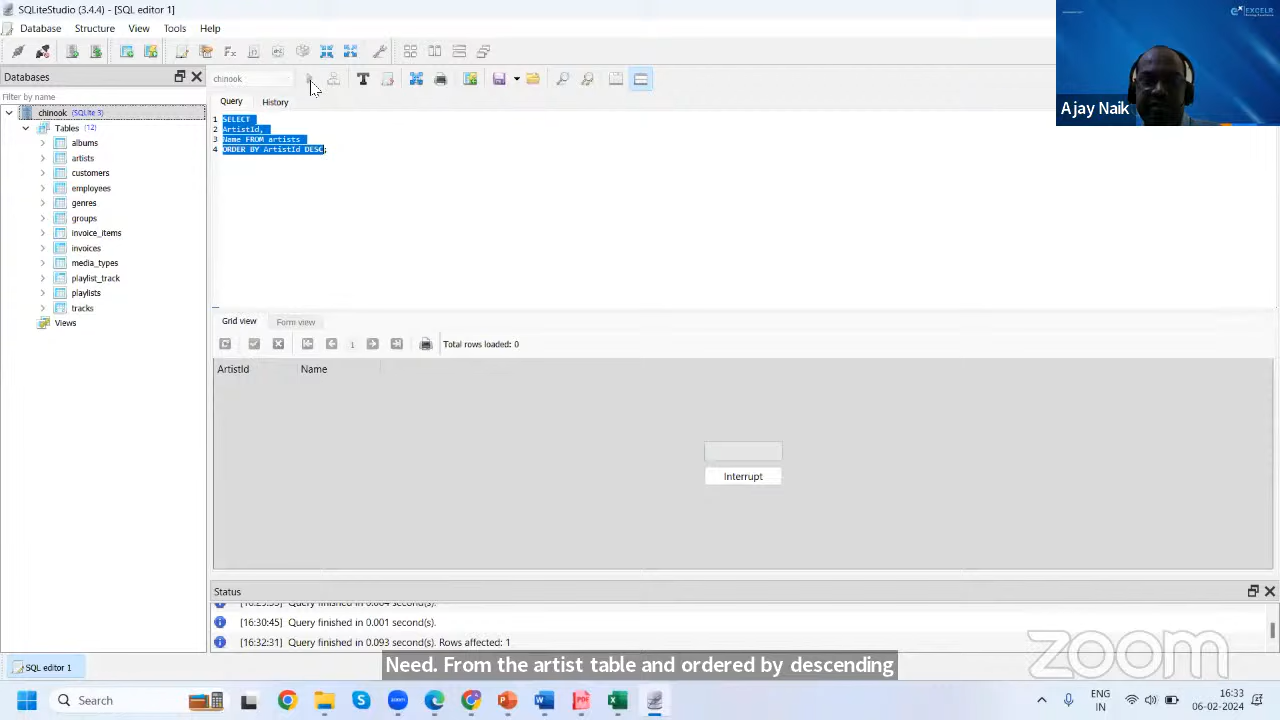 SQLiteStudio (3.4.4) - [SQL editor 1]
Database Structure View Tools Help
Databases
Filter by name
chinook (SQLite 3)
Tables (12)
albums
artists
customers
employees
genres
groups
invoice_items
invoices
media_types
playlist_track
playlists
tracks
Views
chinook
Query History
1 SELECT
2 ArtistId,
3 Name FROM artists
4 ORDER BY ArtistId DESC;
Grid view Form view
1 Total rows loaded: 0
ArtistId Name
Interrupt
Status
[16:30:45] Query finished in 0.001 second(s).
[16:32:31] Query finished in 0.093 second(s). Rows affected: 1
SQL editor 1
Need. From the artist table and ordered by descending
zoom
EXCELR
Ajay Naik
Search
ENG
IN
16:33
06-02-2024